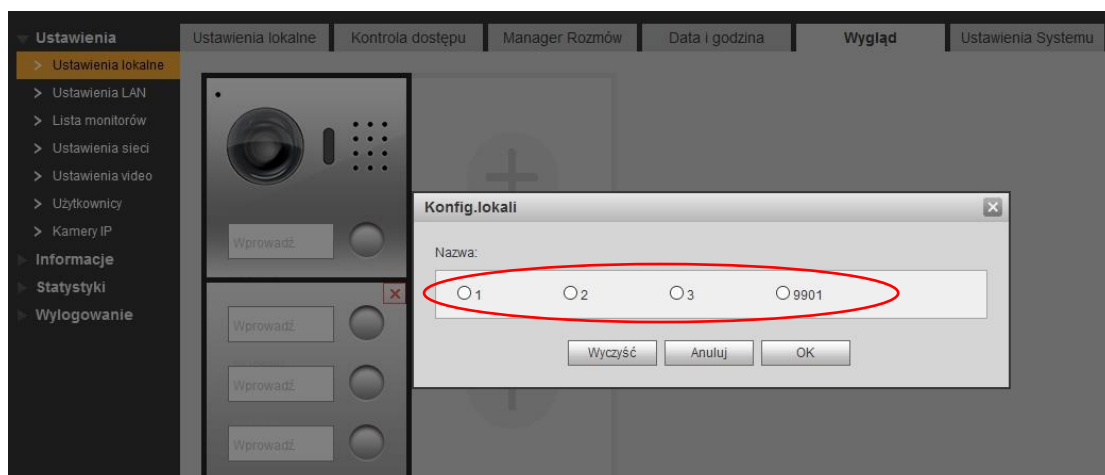 Ustawienia
Ustawienia lokalne
Ustawienia LAN
Lista monitorów
Ustawienia sieci
Ustawienia video
Użytkownicy
Kamery IP
Informacje
Statystyki
Wylogowanie
Ustawienia lokalne Kontrola dostępu Manager Rozmów Data i godzina Wygląd Ustawienia Systemu
Wprowadź
Wprowadź
Wprowadź
Wprowadź
Konfig.lokali
Nazwa:
1 2 3 9901
Wyczyść Anuluj OK